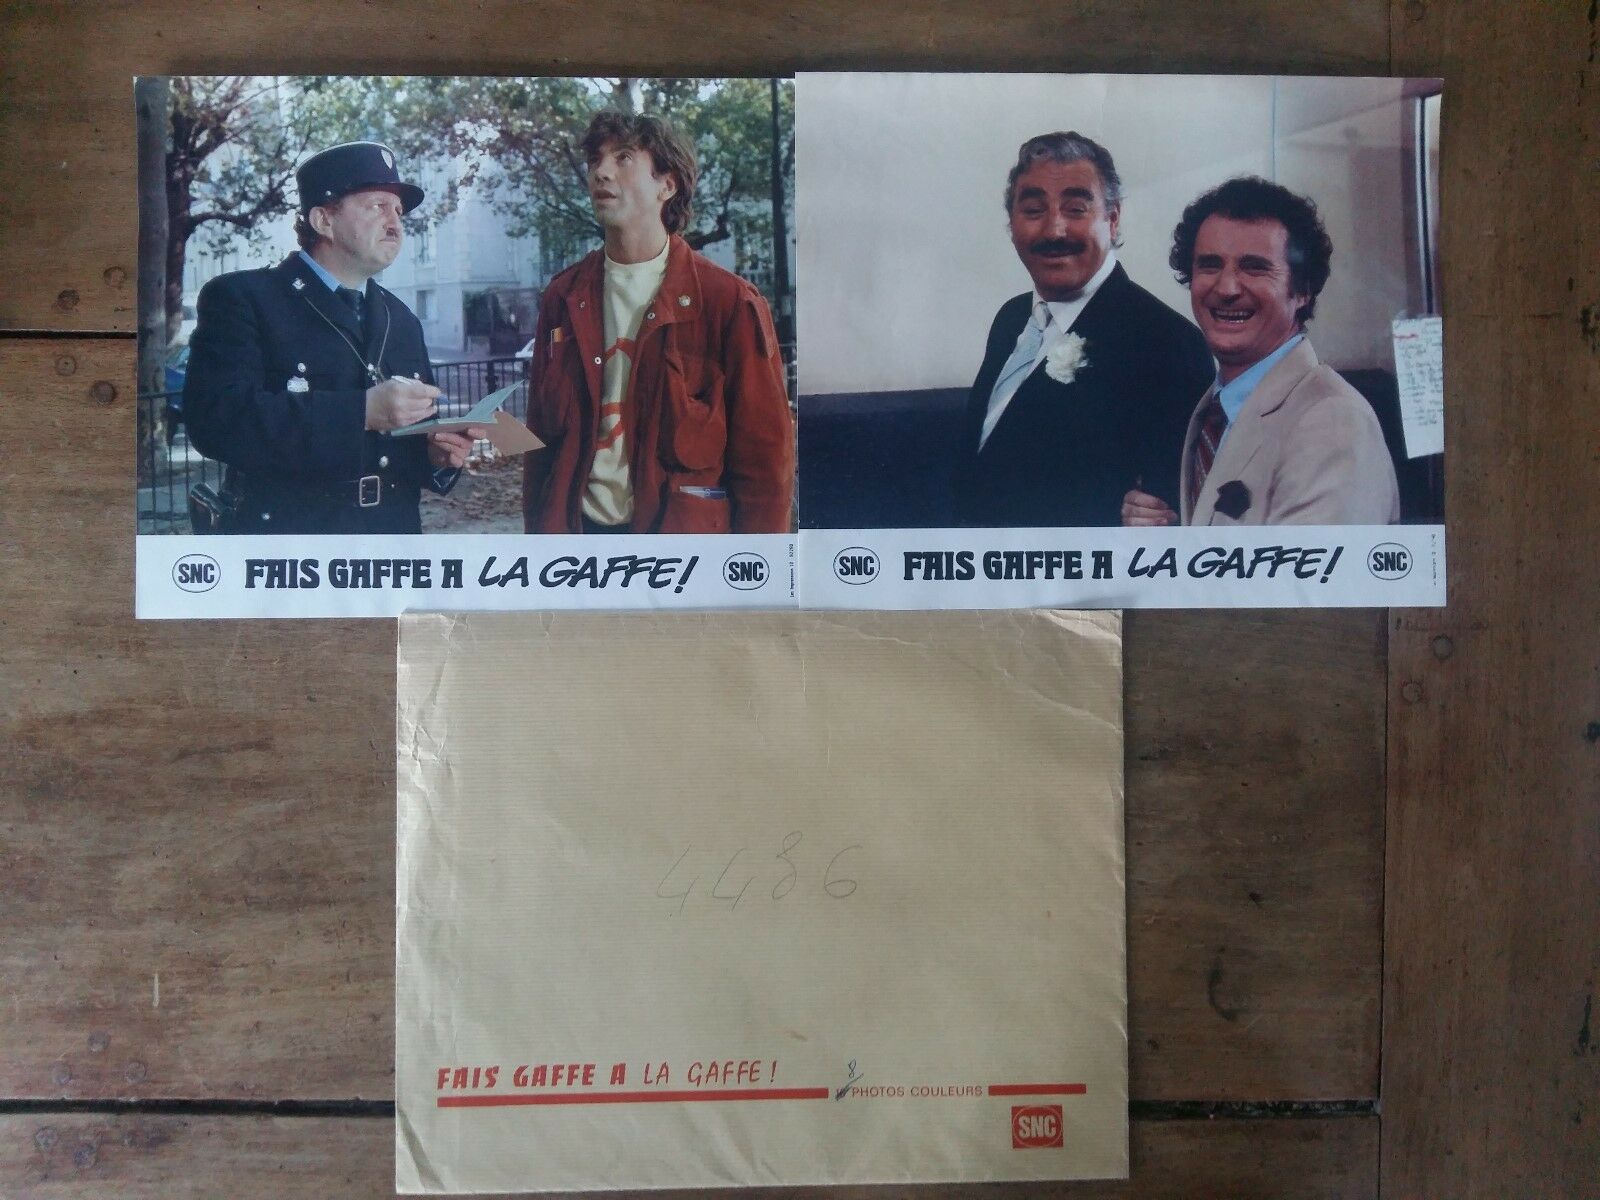 SNC FAIS GAFFE A LA GAFFE! SNC
SNC FAIS GAFFE A LA GAFFE! SNC
4486
FAIS GAFFE A LA GAFFE!
8
PHOTOS COULEURS
SNC